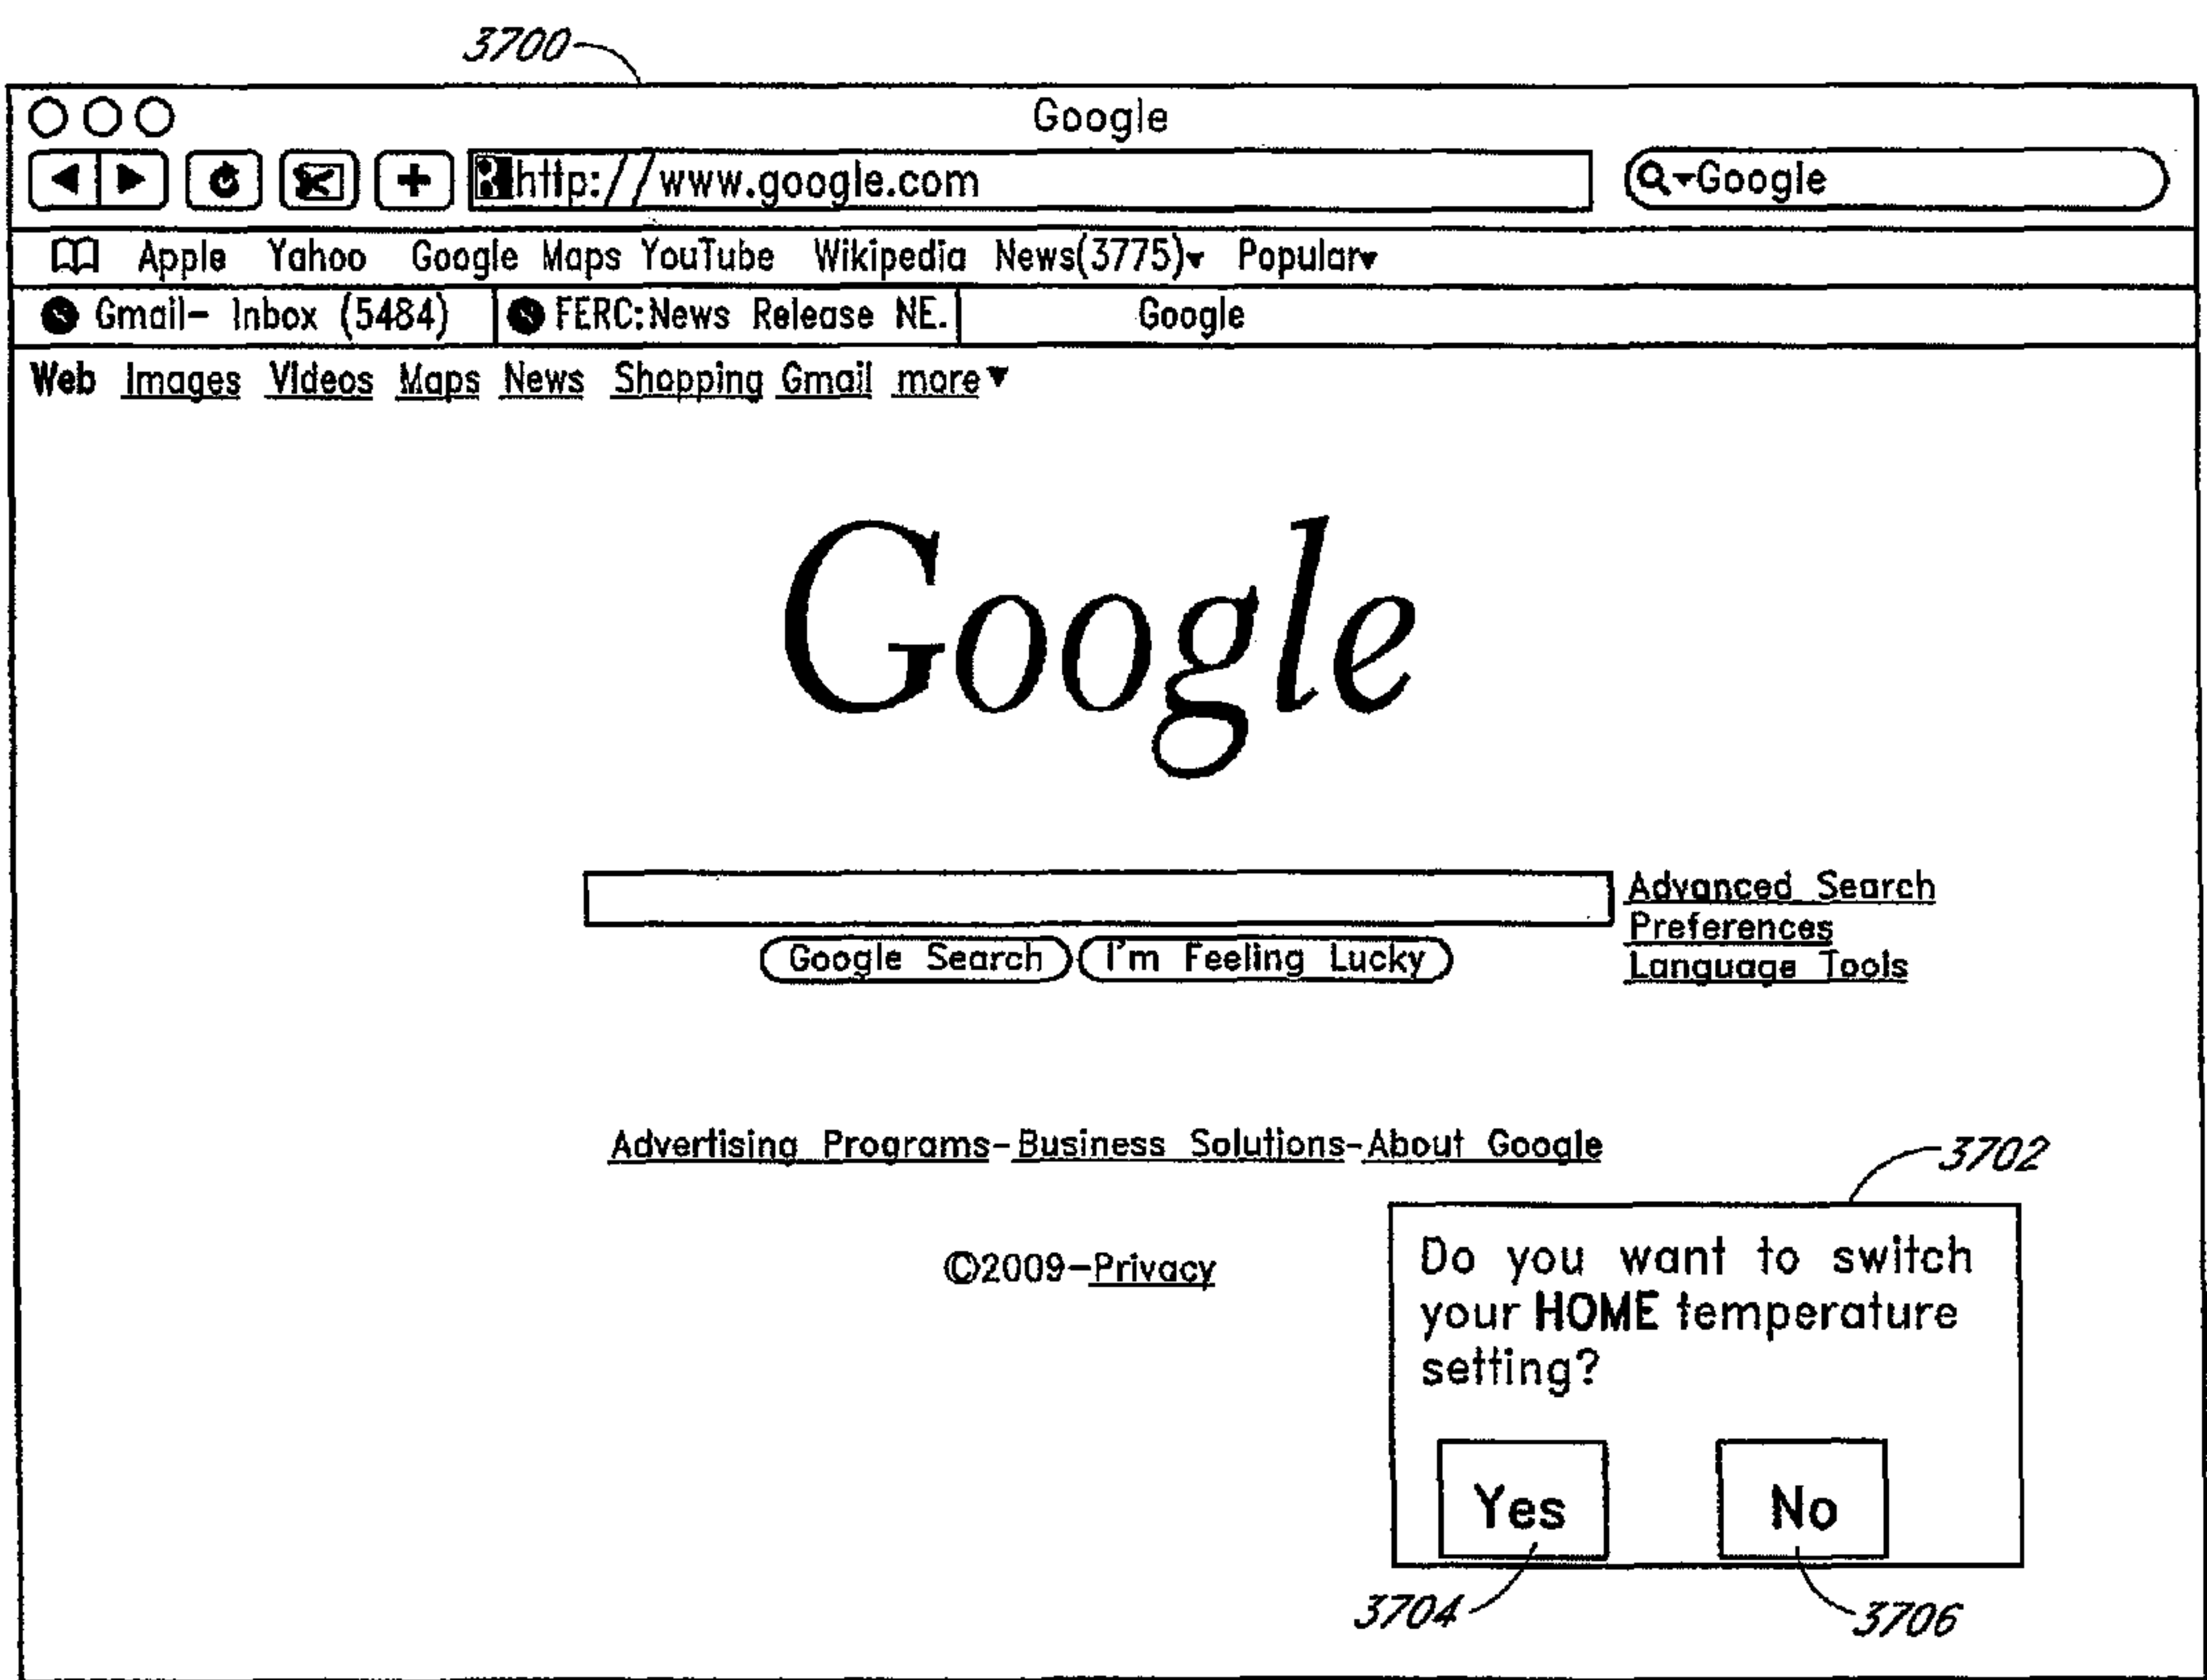 3700
Google
http://www.google.com Google
Apple Yahoo Google Maps YouTube Wikipedia News(3775) Popular
Gmail- Inbox (5484) FERC:News Release NE. Google
Web Images Videos Maps News Shopping Gmail more
Google
Advanced Search
Preferences
Google Search I'm Feeling Lucky
Language Tools
Advertising Programs-Business Solutions-About Google
3702
©2009-Privacy
Do you want to switch
your HOME temperature
setting?
Yes No
3704 3706